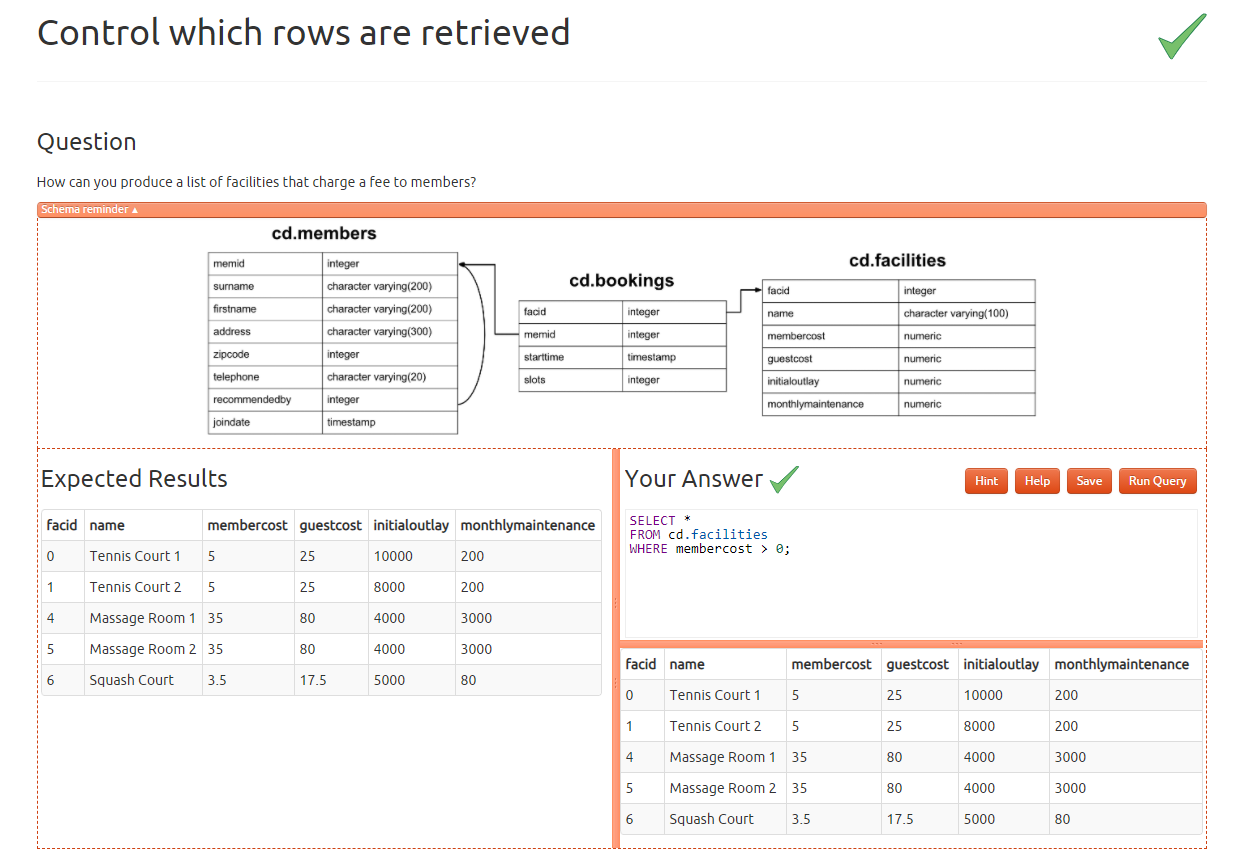 Control which rows are retrieved
Question
How can you produce a list of facilities that charge a fee to members?
Schema reminder ▲
cd.members
memid integer
surname character varying(200)
firstname character varying(200)
address character varying(300)
zipcode integer
telephone character varying(20)
recommendedby integer
joindate timestamp
cd.bookings
facid integer
memid integer
starttime timestamp
slots integer
cd.facilities
facid integer
name character varying(100)
membercost numeric
guestcost numeric
initialoutlay numeric
monthlymaintenance numeric
Expected Results
facid name membercost guestcost initialoutlay monthlymaintenance
0 Tennis Court 1 5 25 10000 200
1 Tennis Court 2 5 25 8000 200
4 Massage Room 1 35 80 4000 3000
5 Massage Room 2 35 80 4000 3000
6 Squash Court 3.5 17.5 5000 80
Your Answer
Hint Help Save Run Query
SELECT *
FROM cd.facilities
WHERE membercost > 0;
facid name membercost guestcost initialoutlay monthlymaintenance
0 Tennis Court 1 5 25 10000 200
1 Tennis Court 2 5 25 8000 200
4 Massage Room 1 35 80 4000 3000
5 Massage Room 2 35 80 4000 3000
6 Squash Court 3.5 17.5 5000 80